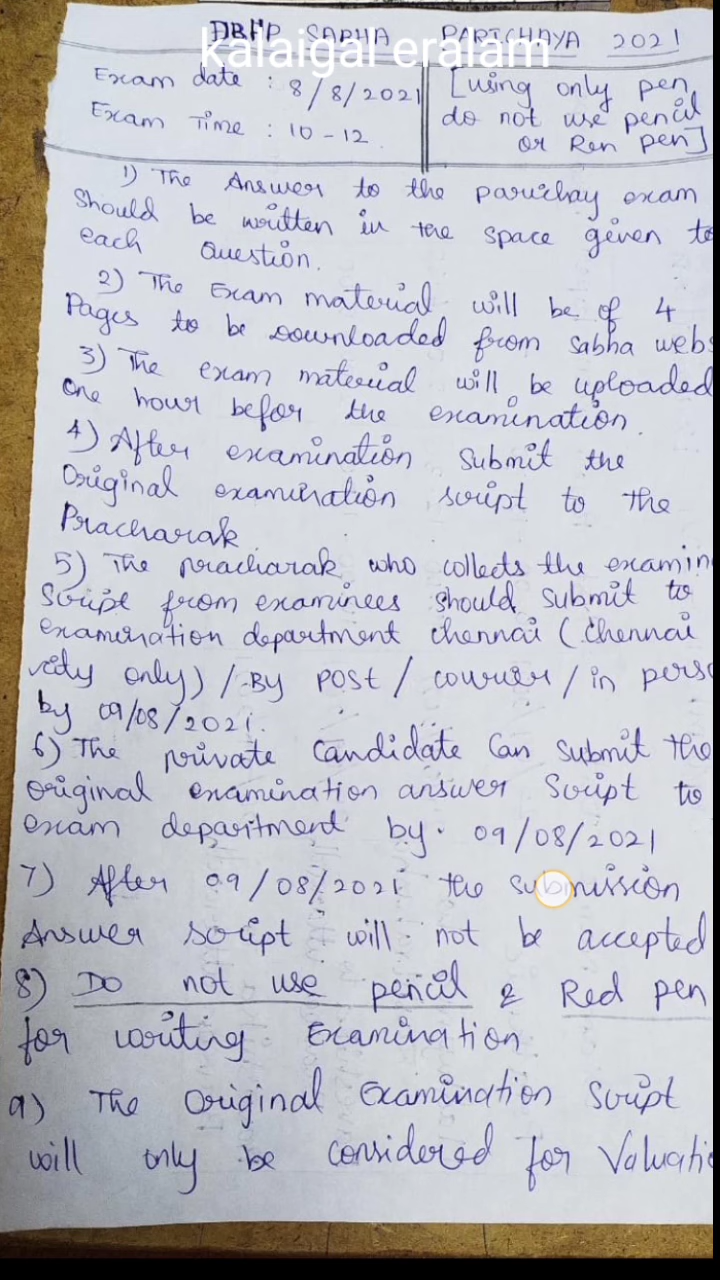 DBHP SABHA PARICHAYA 2021
kalaigal eralam
Exam date : 8/8/2021
Exam Time : 10-12
[using only pen
do not use pencil
or Ren pen]
1) The Answer to the parichay exam
Should be written in the space given to
each Question.
2) The Exam material will be of 4
Pages to be Downloaded from Sabha webs
3) The exam material will be uploaded
One hour befor the examination.
4) After examination Submit the
Original examination script to the
Pracharak
5) The pracharak who collects the examin
Script from examinees should submit to
examination department chennai (chennai
only) / By POST / courier / in perso
by 09/08/2021.
6) The private Candidate Can Submit the
original examination answer Script to
exam department by. 09/08/2021
7) After 09/08/2021 the submission
Answer script will not be accepted
8) Do not use pencil & Red pen
for writing Examination
9) The Original Examination Script
will only be considered for Valuatio